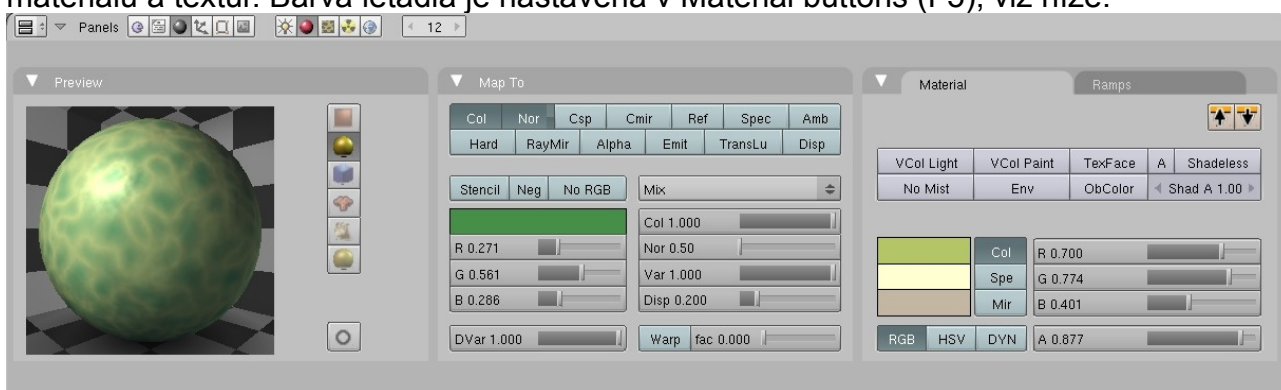 materiálu a textur. Barva letadla je nastavena v Material buttons (F5), viz níže.
Panels 12
Preview
Map To
Col Nor Csp Cmir Ref Spec Amb
Hard RayMir Alpha Emit TransLu Disp
Stencil Neg No RGB Mix
Col 1.000
R 0.271 Nor 0.50
G 0.561 Var 1.000
B 0.286 Disp 0.200
DVar 1.000 Warp fac 0.000
Material Ramps
VCol Light VCol Paint TexFace A Shadeless
No Mist Env ObColor Shad A 1.00
Col R 0.700
Spe G 0.774
Mir B 0.401
RGB HSV DYN A 0.877